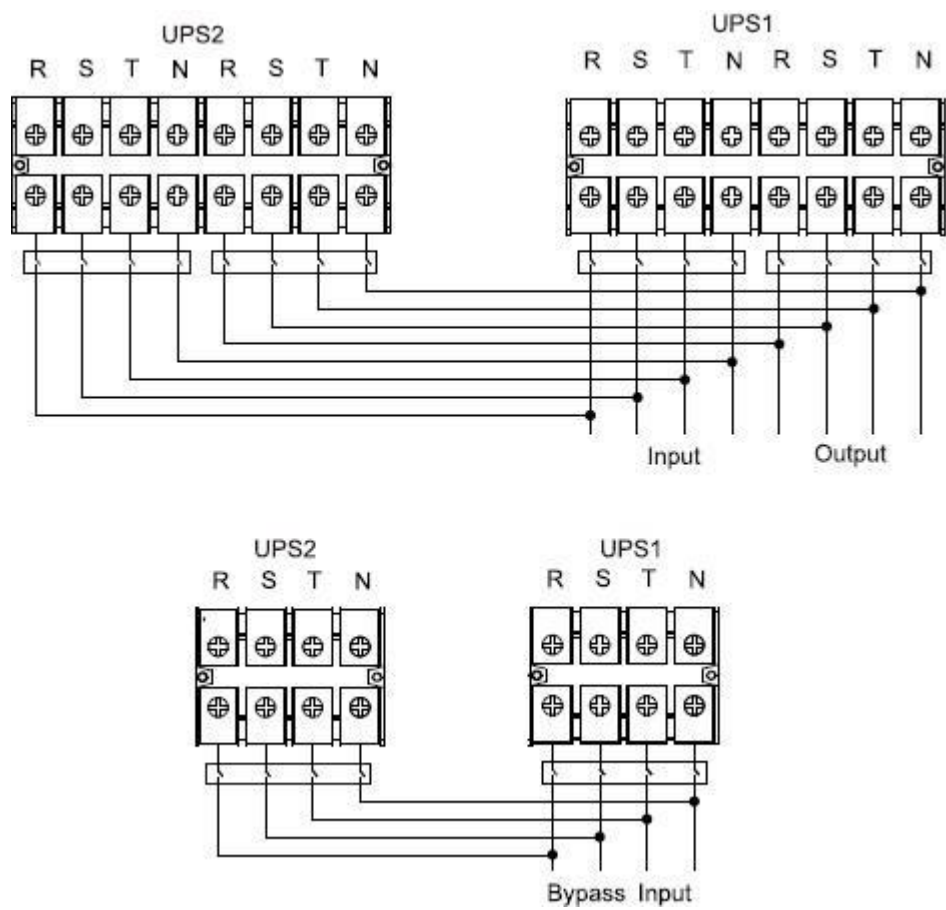 UPS2
UPS1
R S T N R S T N
R S T N R S T N
Input
Output
UPS2
UPS1
R S T N
R S T N
Bypass Input